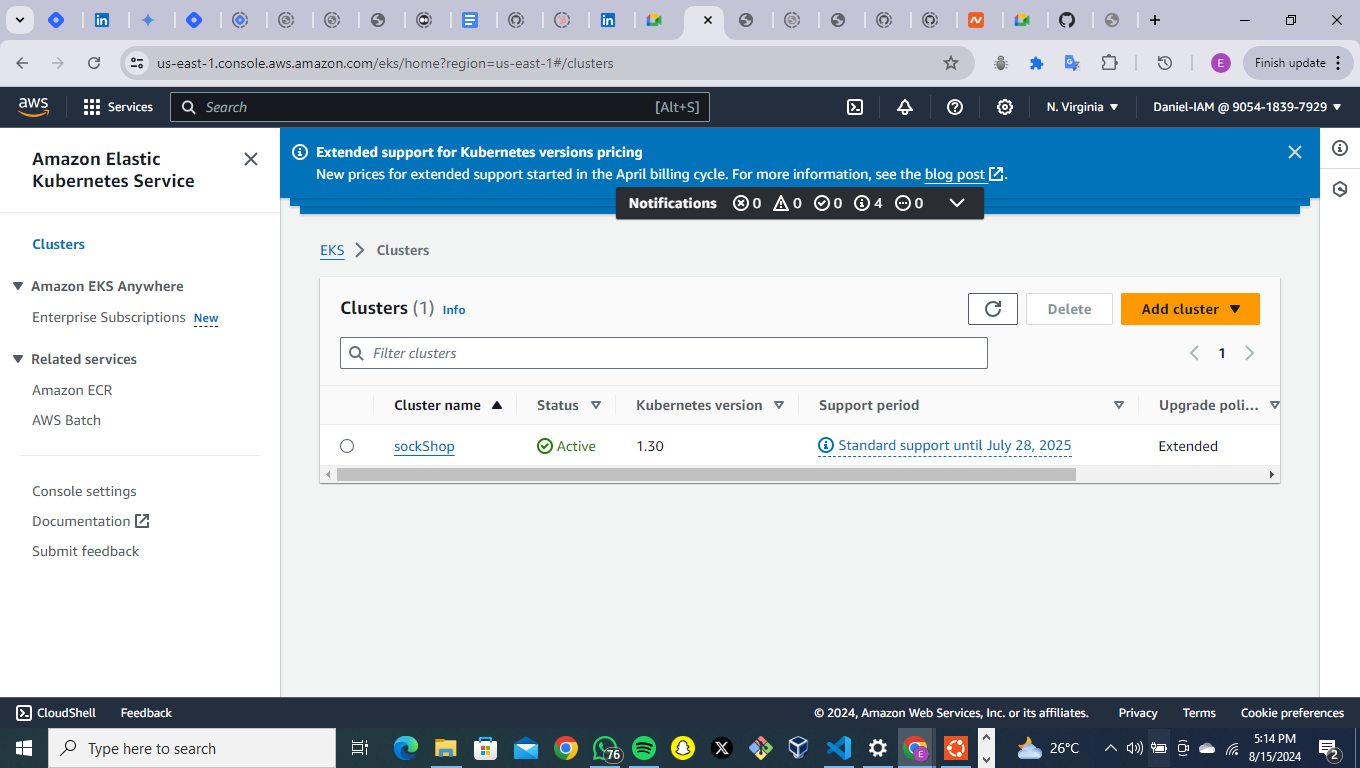 us-east-1.console.aws.amazon.com/eks/home?region=us-east-1#/clusters
E
Finish update
aws
Services
Search
[Alt+S]
N. Virginia
Daniel-IAM @ 9054-1839-7929
Amazon Elastic
Kubernetes Service
Clusters
Amazon EKS Anywhere
Enterprise Subscriptions New
Related services
Amazon ECR
AWS Batch
Console settings
Documentation
Submit feedback
Extended support for Kubernetes versions pricing
New prices for extended support started in the April billing cycle. For more information, see the blog post.
Notifications 0 0 0 4 0
EKS > Clusters
Clusters (1) Info
Delete
Add cluster
Filter clusters
1
Cluster name Status Kubernetes version Support period Upgrade poli...
sockShop Active 1.30 Standard support until July 28, 2025 Extended
CloudShell Feedback © 2024, Amazon Web Services, Inc. or its affiliates. Privacy Terms Cookie preferences
Type here to search
76
E
26°C
5:14 PM
8/15/2024
2